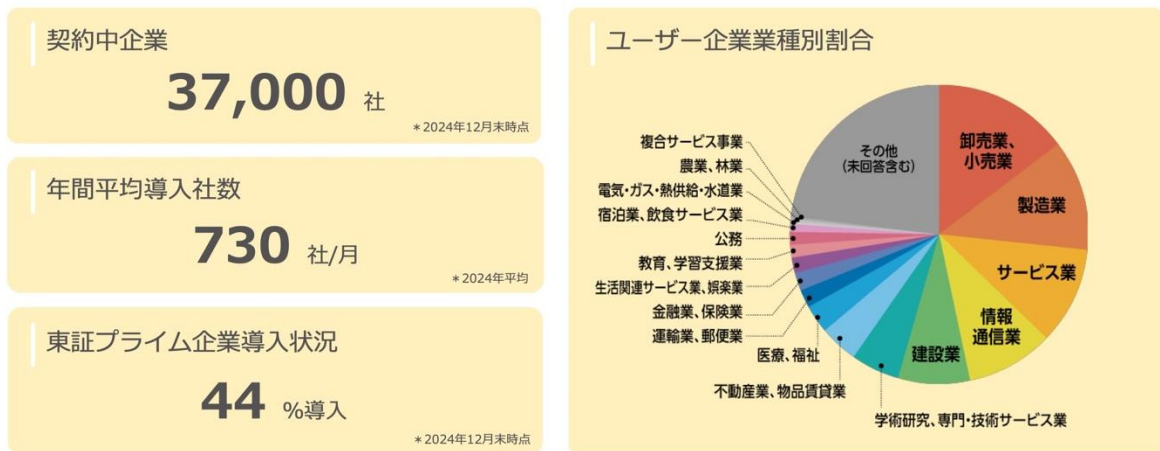 契約中企業
37,000 社
*2024年12月末時点
年間平均導入社数
730 社/月
*2024年平均
東証プライム企業導入状況
44 %導入
*2024年12月末時点
ユーザー企業業種別割合
卸売業、
小売業
製造業
サービス業
情報
通信業
建設業
学術研究、専門・技術サービス業
不動産業、物品賃貸業
医療、福祉
運輸業、郵便業
金融業、保険業
生活関連サービス業、娯楽業
教育、学習支援業
公務
宿泊業、飲食サービス業
電気・ガス・熱供給・水道業
農業、林業
複合サービス事業
その他
(未回答含む)